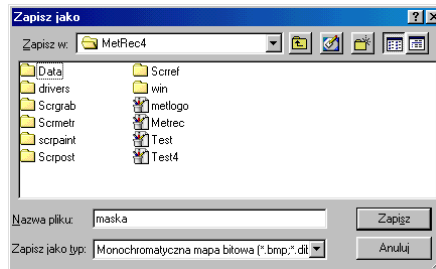 Zapisz jako
Zapisz w: MetRec4
Data Scrref
drivers win
Scrgrab metlogo
Scrmetr Metrec
scrpaint Test
Scrpost Test4
Nazwa pliku: maska Zapisz
Zapisz jako typ: Monochromatyczna mapa bitowa (*.bmp;*.dib Anuluj